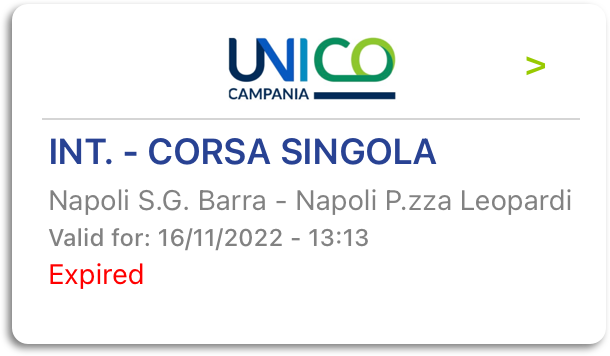 UNICO
CAMPANIA
>
INT. - CORSA SINGOLA
Napoli S.G. Barra - Napoli P.zza Leopardi
Valid for: 16/11/2022 - 13:13
Expired